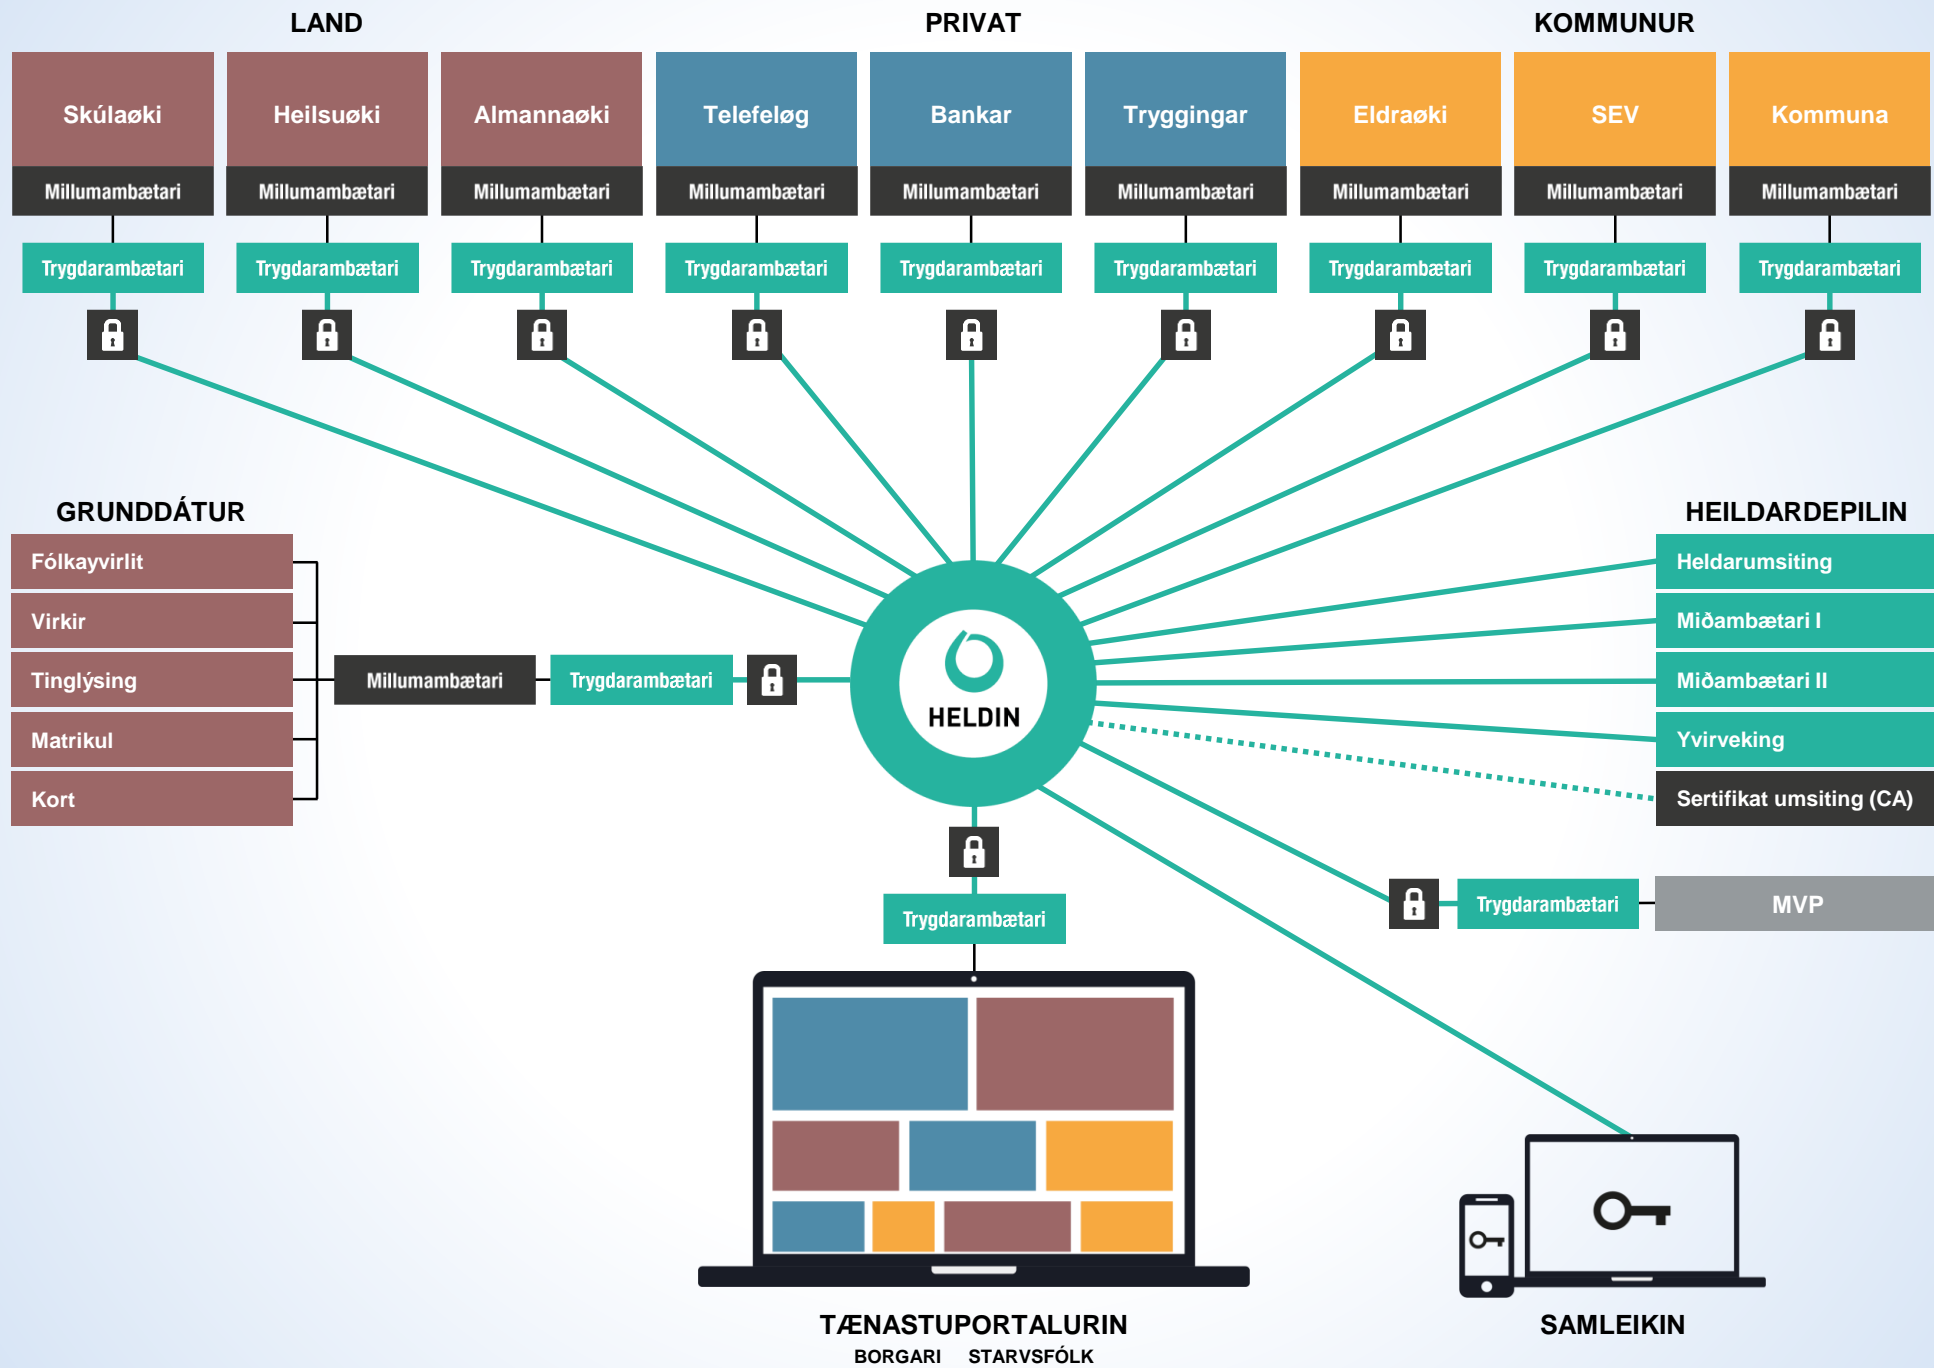 LAND
PRIVAT
KOMMUNUR
Skúlaøki
Heilsuøki
Almannaøki
Telefeløg
Bankar
Tryggingar
Eldraøki
SEV
Kommuna
Millumambætari
Millumambætari
Millumambætari
Millumambætari
Millumambætari
Millumambætari
Millumambætari
Millumambætari
Millumambætari
Trygdarambætari
Trygdarambætari
Trygdarambætari
Trygdarambætari
Trygdarambætari
Trygdarambætari
Trygdarambætari
Trygdarambætari
Trygdarambætari
GRUNDDÁTUR
Fólkayvirlit
Virkir
Tinglýsing
Matrikul
Kort
Millumambætari
Trygdarambætari
HELDIN
HEILDARDEPILIN
Heldarumsiting
Miðambætari I
Miðambætari II
Yvirveking
Sertifikat umsiting (CA)
Trygdarambætari
MVP
Trygdarambætari
TÆNASTUPORTALURIN
BORGARI STARVSFÓLK
SAMLEIKIN